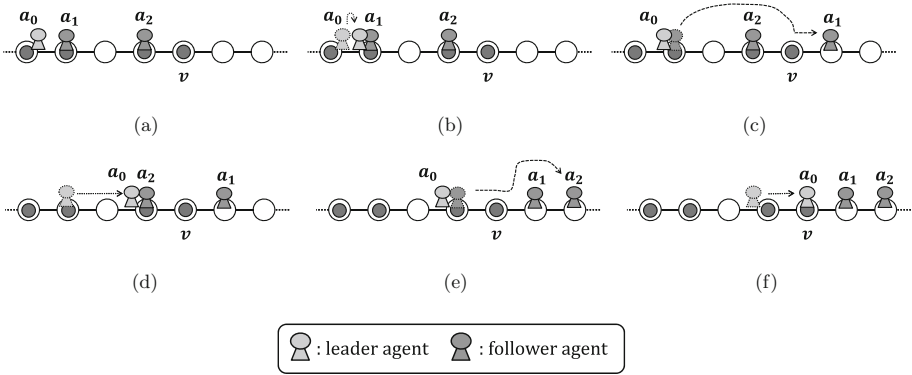 a₀ a₁ a₂
v
(a)
a₀ a₁ a₂
v
(b)
a₀ a₂ a₁
v
(c)
a₀ a₂ a₁
v
(d)
a₀ a₁ a₂
v
(e)
a₀ a₁ a₂
v
(f)
: leader agent : follower agent